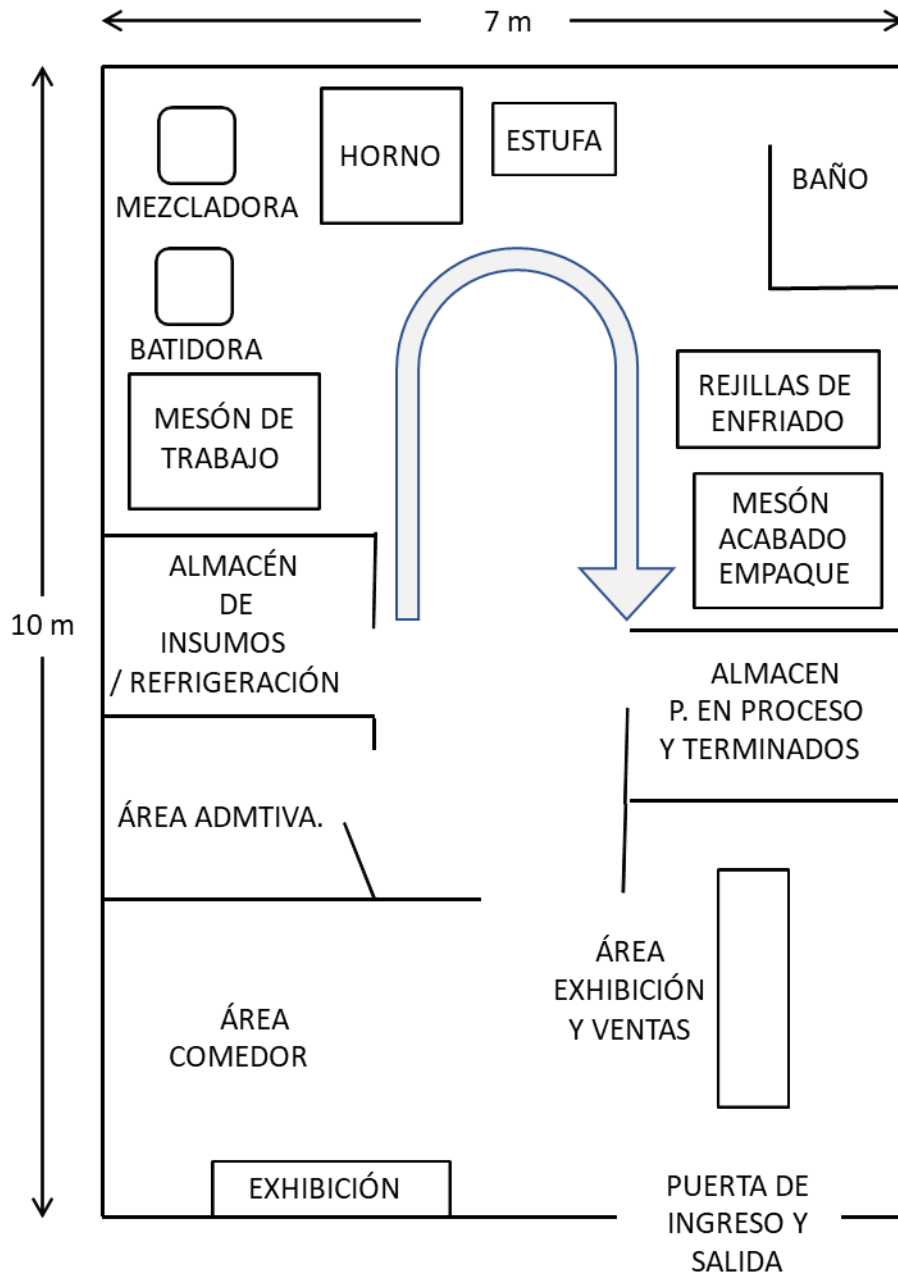 7 m
10 m
MEZCLADORA
HORNO
ESTUFA
BAÑO
BATIDORA
MESÓN DE
TRABAJO
REJILLAS DE
ENFRIADO
MESÓN
ACABADO
EMPAQUE
ALMACÉN
DE
INSUMOS
/ REFRIGERACIÓN
ALMACEN
P. EN PROCESO
Y TERMINADOS
ÁREA ADMTIVA.
ÁREA
EXHIBICIÓN
Y VENTAS
ÁREA
COMEDOR
EXHIBICIÓN
PUERTA DE
INGRESO Y
SALIDA